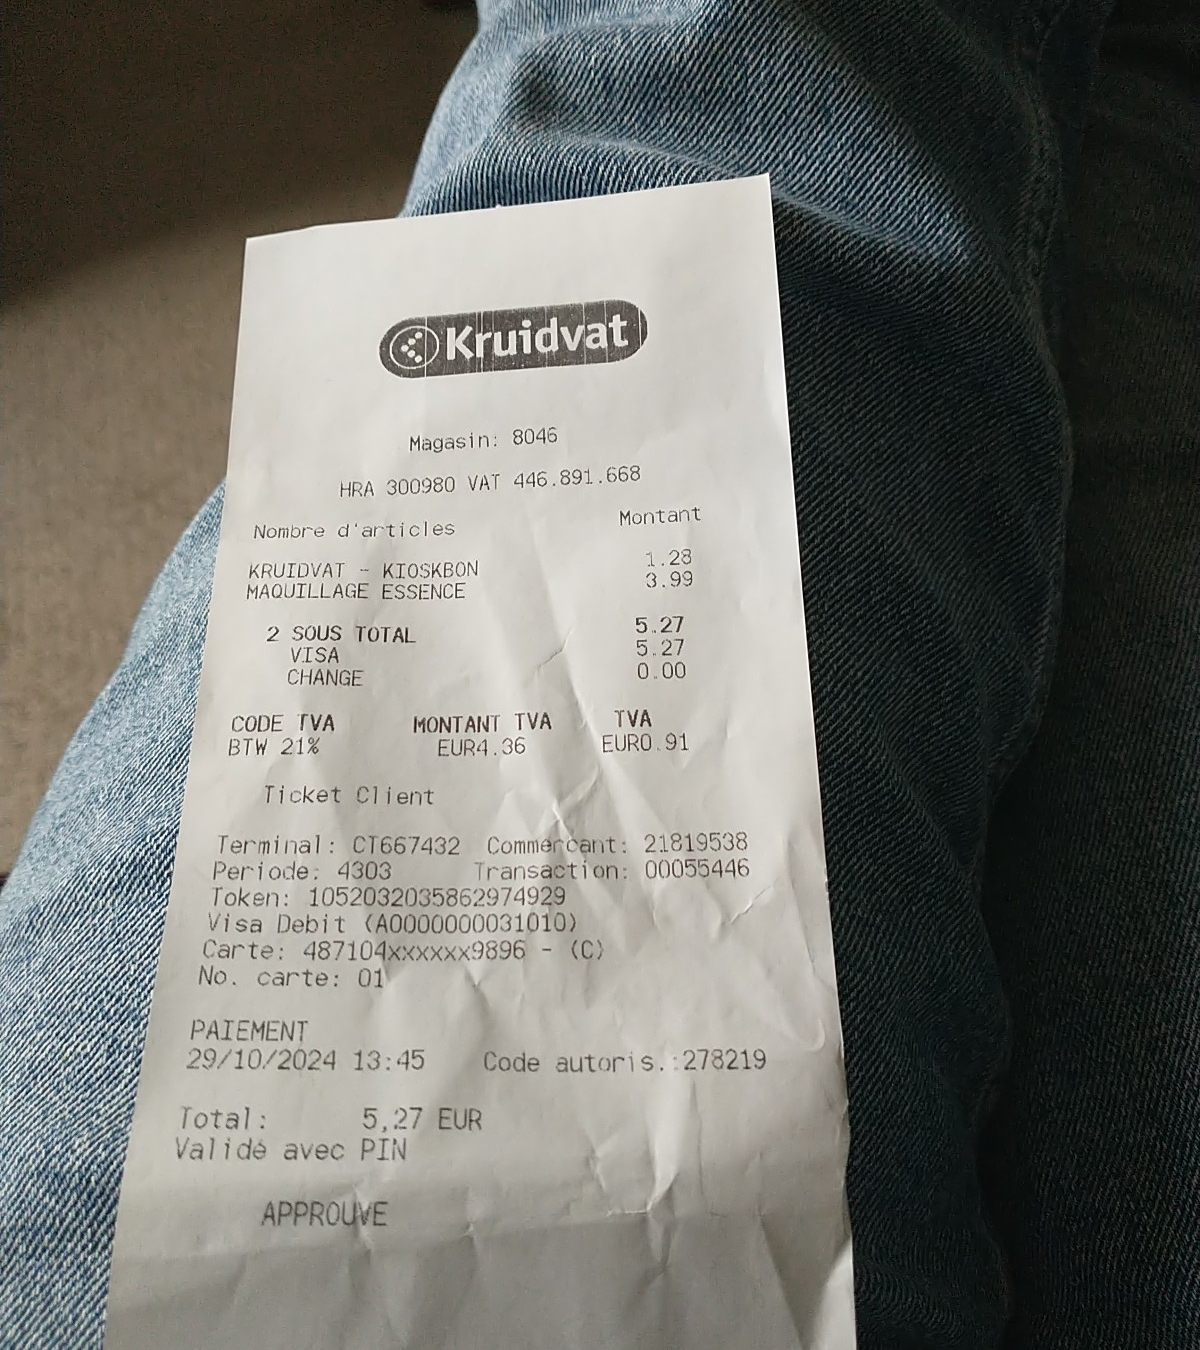 Kruidvat
Magasin: 8046
HRA 300980 VAT 446.891.668
Nombre d'articles Montant
KRUIDVAT - KIOSKBON 1.28
MAQUILLAGE ESSENCE 3.99
2 SOUS TOTAL 5.27
VISA 5.27
CHANGE 0.00
CODE TVA MONTANT TVA TVA
BTW 21% EUR4.36 EUR0.91
Ticket Client
Terminal: CT667432 Commercant: 21819538
Periode: 4303 Transaction: 00055446
Token: 1052032035862974929
Visa Debit (A0000000031010)
Carte: 487104xxxxxx9896 - (C)
No. carte: 01
PAIEMENT
29/10/2024 13:45 Code autoris.:278219
Total: 5,27 EUR
Validé avec PIN
APPROUVE